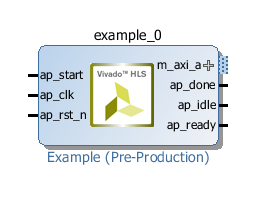 example_0
m_axi_a
ap_start
ap_done
ap_clk
ap_idle
ap_rst_n
ap_ready
Vivado™ HLS
Example (Pre-Production)